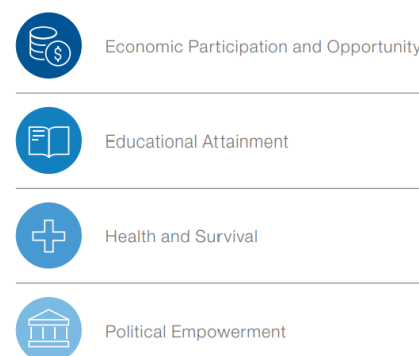 Economic Participation and Opportunity
Educational Attainment
Health and Survival
Political Empowerment